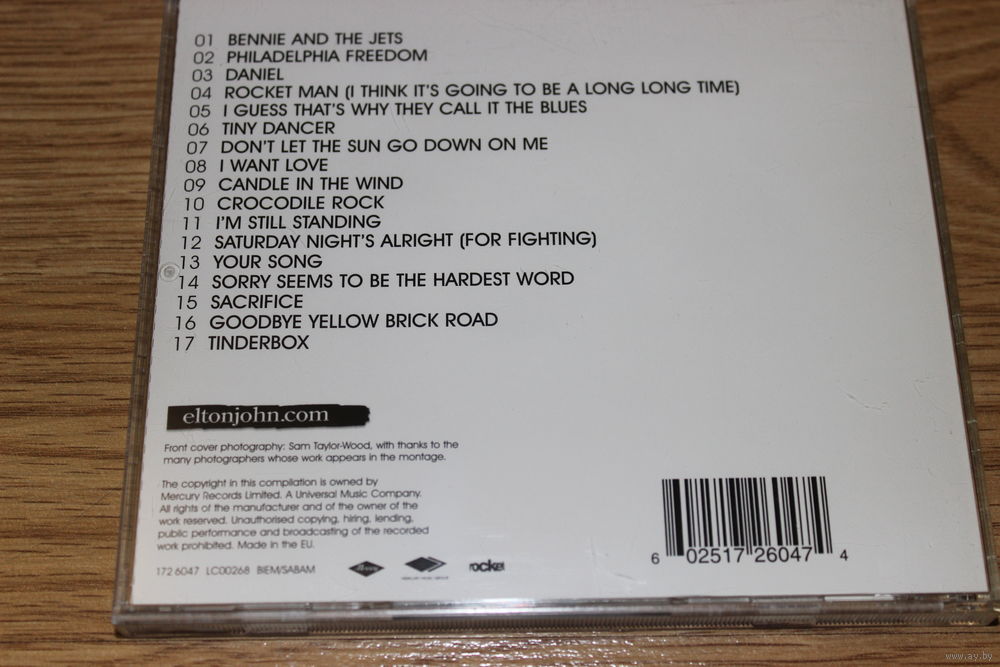 01 BENNIE AND THE JETS
02 PHILADELPHIA FREEDOM
03 DANIEL
04 ROCKET MAN (I THINK IT'S GOING TO BE A LONG LONG TIME)
05 I GUESS THAT'S WHY THEY CALL IT THE BLUES
06 TINY DANCER
07 DON'T LET THE SUN GO DOWN ON ME
08 I WANT LOVE
09 CANDLE IN THE WIND
10 CROCODILE ROCK
11 I'M STILL STANDING
12 SATURDAY NIGHT'S ALRIGHT (FOR FIGHTING)
13 YOUR SONG
14 SORRY SEEMS TO BE THE HARDEST WORD
15 SACRIFICE
16 GOODBYE YELLOW BRICK ROAD
17 TINDERBOX
eltonjohn.com
Front cover photography: Sam Taylor-Wood, with thanks to the
many photographers whose work appears in the montage.
The copyright in this compilation is owned by
Mercury Records Limited. A Universal Music Company.
All rights of the manufacturer and of the owner of the
work reserved. Unauthorised copying, hiring, lending,
public performance and broadcasting of the recorded
work prohibited. Made in the EU.
172 6047 LC00268 BIEM/SABAM
rocket
6 02517 26047 4
www.ay.by